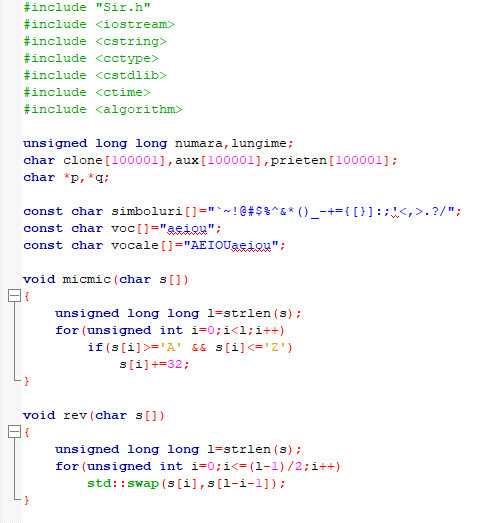 #include "Sir.h"
#include <iostream>
#include <cstring>
#include <cctype>
#include <cstdlib>
#include <ctime>
#include <algorithm>
unsigned long long numara,lungime;
char clone[100001],aux[100001],prieten[100001];
char *p,*q;
const char simboluri[]="`~!@#$%^&*()_-+={[}]:;'<,>.?/";
const char voc[]="aeiou";
const char vocale[]="AEIOUaeiou";
void micmic(char s[])
{
    unsigned long long l=strlen(s);
    for(unsigned int i=0;i<l;i++)
        if(s[i]>='A' && s[i]<='Z')
            s[i]+=32;
}
void rev(char s[])
{
    unsigned long long l=strlen(s);
    for(unsigned int i=0;i<=(l-1)/2;i++)
        std::swap(s[i],s[l-i-1]);
}